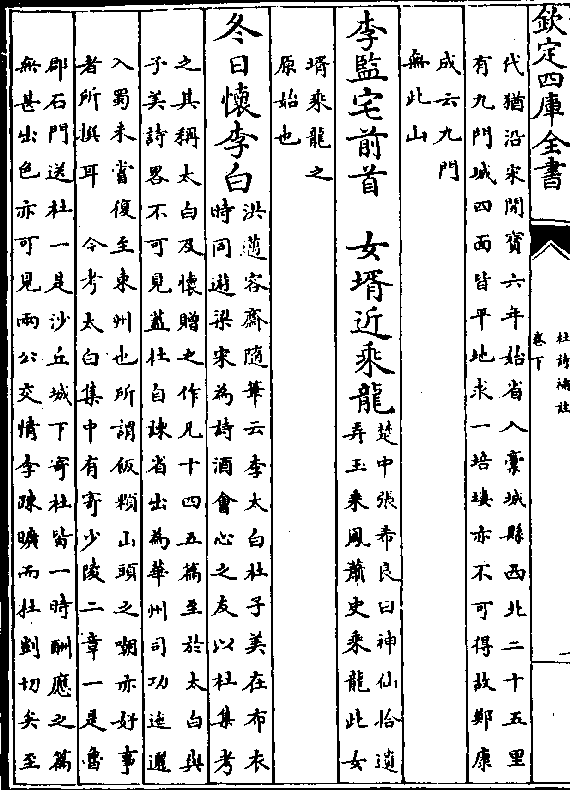 欽定四庫全書
杜詩補註
卷下
二
代猶沿宋開寶六年始省入藁城縣西北二十五里
有九門城四面皆平地求一培塿亦不可得故鄭康
成云九門
無此山
李監宅前首　女壻近乘龍
楚中張希良曰神仙拾遺
弄玉乘鳳蕭史乘龍此女
壻乘龍之
原始也
冬日懷李白
洪邁容齋隨筆云李太白杜子美在布衣
時同遊梁宋為詩酒會心之友以杜集考
之其稱太白及懷贈之作凡十四五篇至於太白與
子美詩畧不可見蓋杜自諫省出為華州司功迤邐
入蜀未嘗復至東州也所謂飯顆山頭之嘲亦好事
者所撰耳　今考太白集中有寄少陵二章一是魯
郡石門送杜一是沙丘城下寄杜皆一時酬應之篇
無甚出色亦可見兩公交情李踈曠而杜剴切矣至